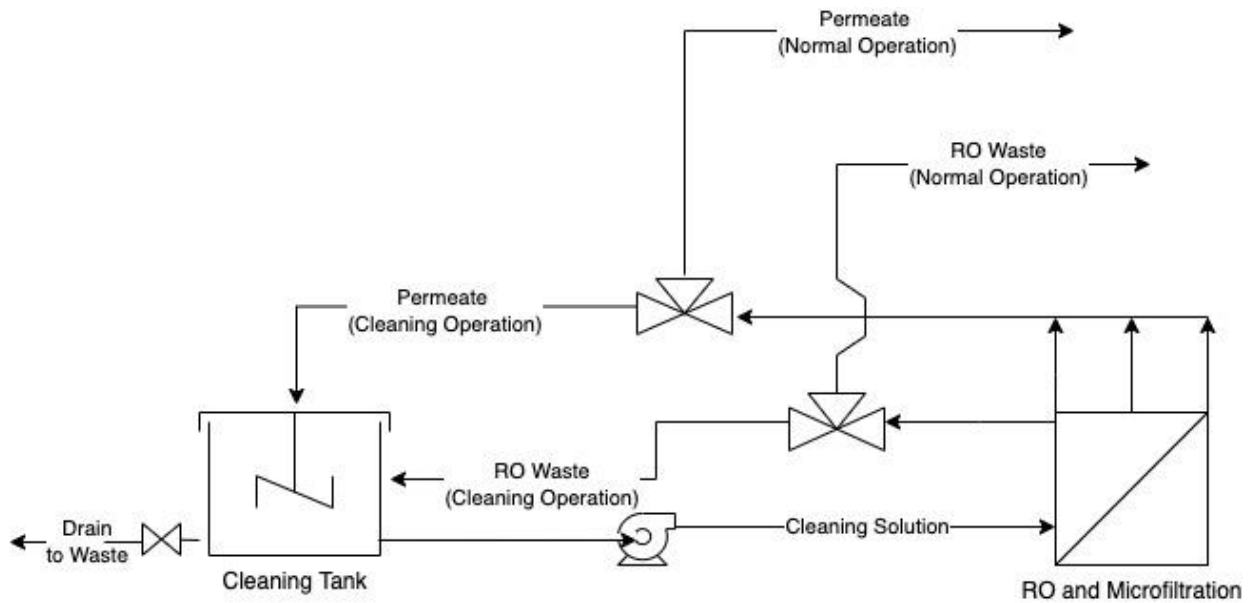 Permeate
(Normal Operation)
RO Waste
(Normal Operation)
Permeate
(Cleaning Operation)
RO Waste
(Cleaning Operation)
Drain
to Waste
Cleaning Solution
Cleaning Tank
RO and Microfiltration